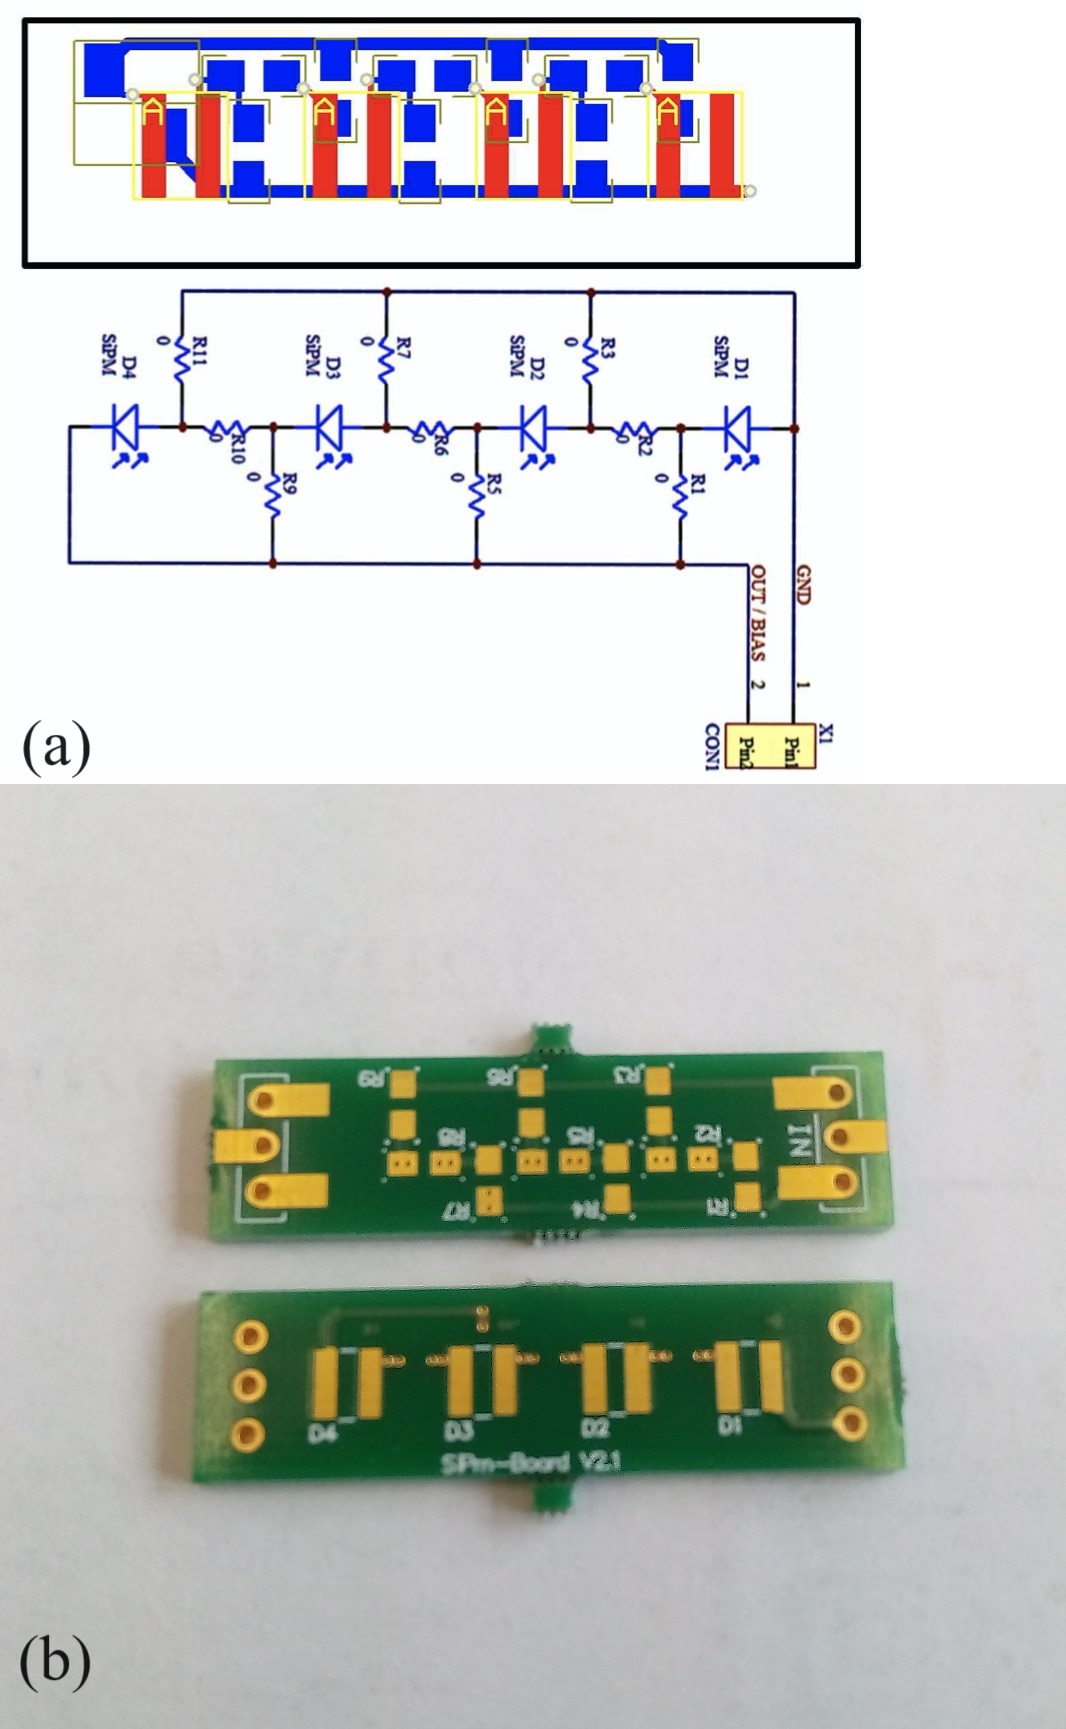 A A A A
R11
0
R7
0
R3
0
D4
SiPM
D3
SiPM
D2
SiPM
D1
SiPM
R10
0
R6
0
R2
0
R9
0
R5
0
R1
0
GND
OUT / BIAS
2
1
X1
Pin2
Pin1
CON1
(a)
R9
R6
R3
R8
R5
R2
IN
R7
R4
R1
D4
D3
D2
D1
SiPm-Board V2.1
(b)